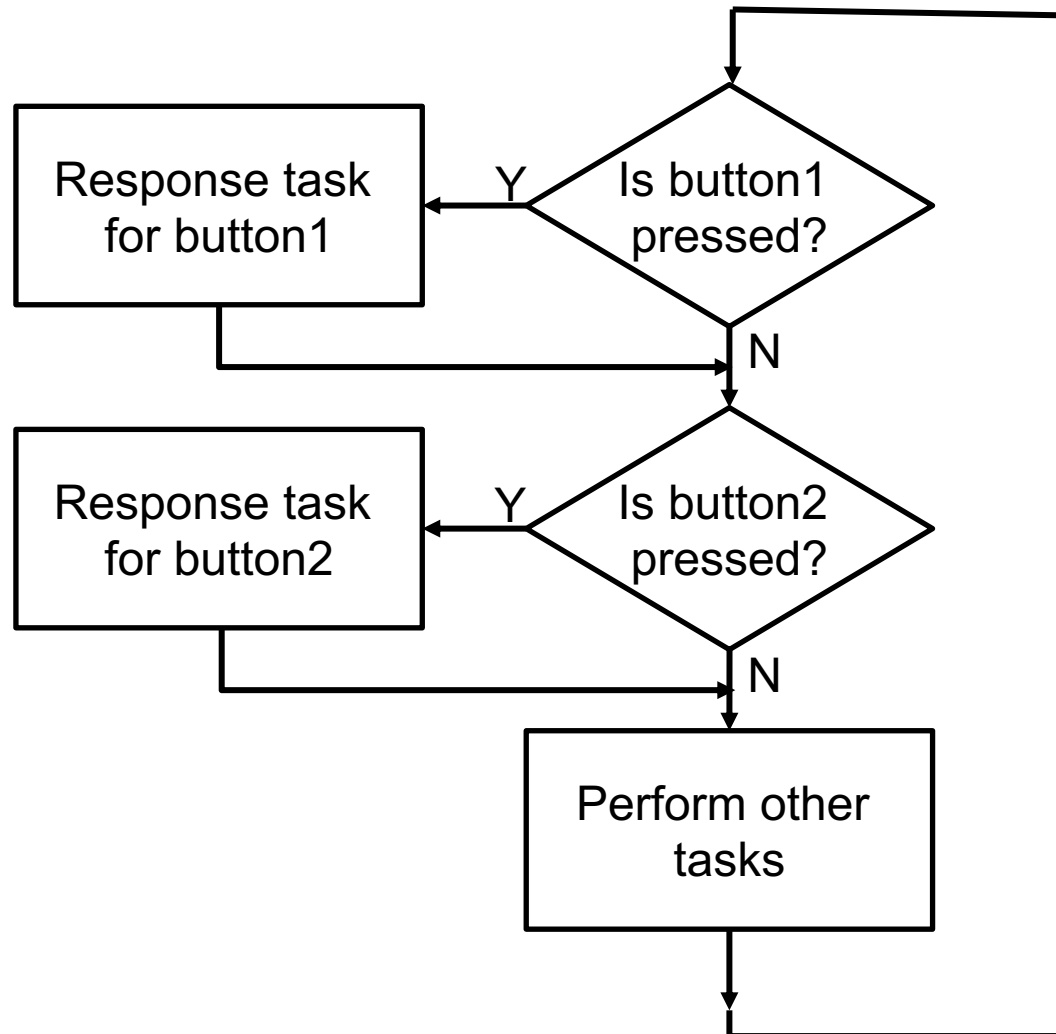 Is button1
pressed?
Y
Response task
for button1
N
Is button2
pressed?
Y
Response task
for button2
N
Perform other
tasks